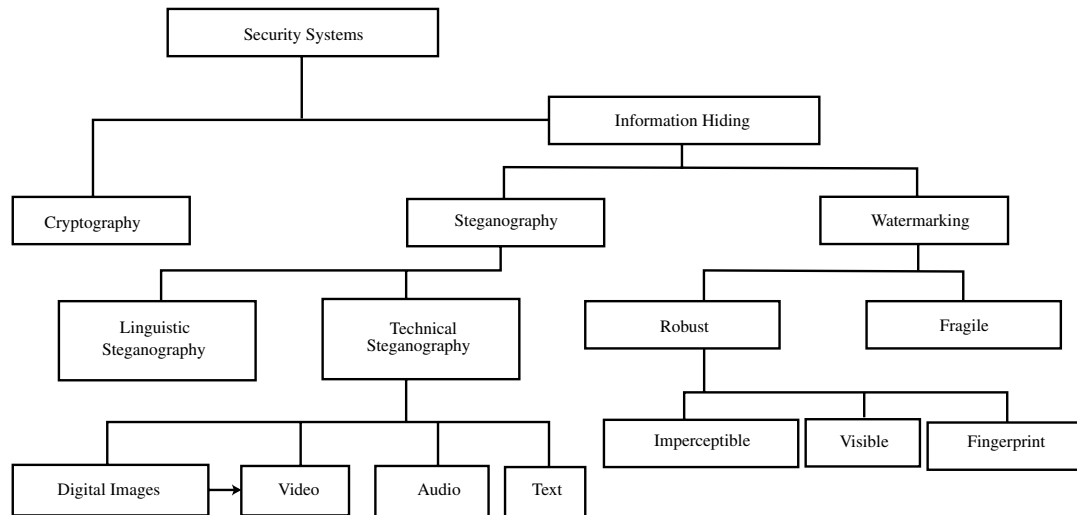 Security Systems
Information Hiding
Cryptography
Steganography
Watermarking
Linguistic
Steganography
Technical
Steganography
Robust
Fragile
Imperceptible
Visible
Fingerprint
Digital Images
Video
Audio
Text